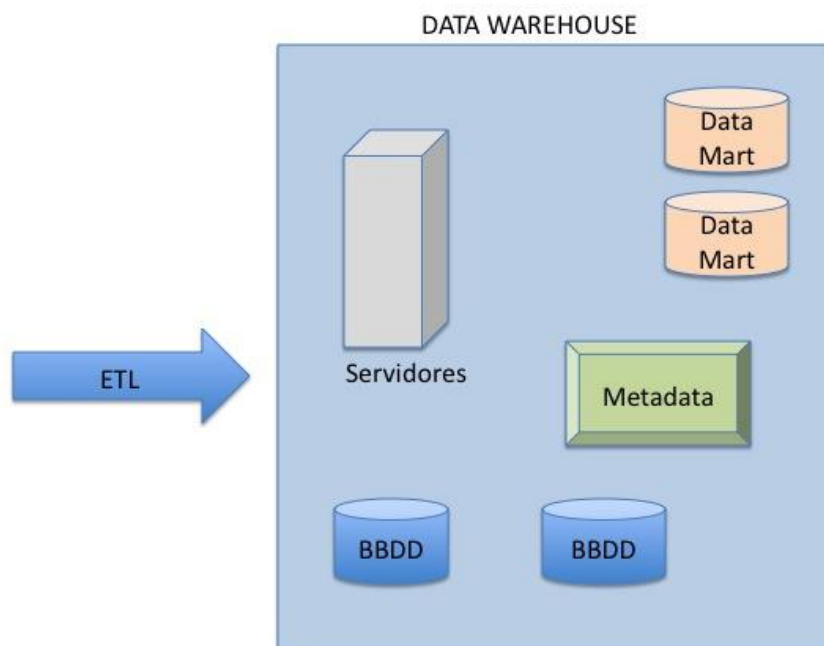 DATA WAREHOUSE
Data
Mart
Data
Mart
ETL
Servidores
Metadata
BBDD
BBDD